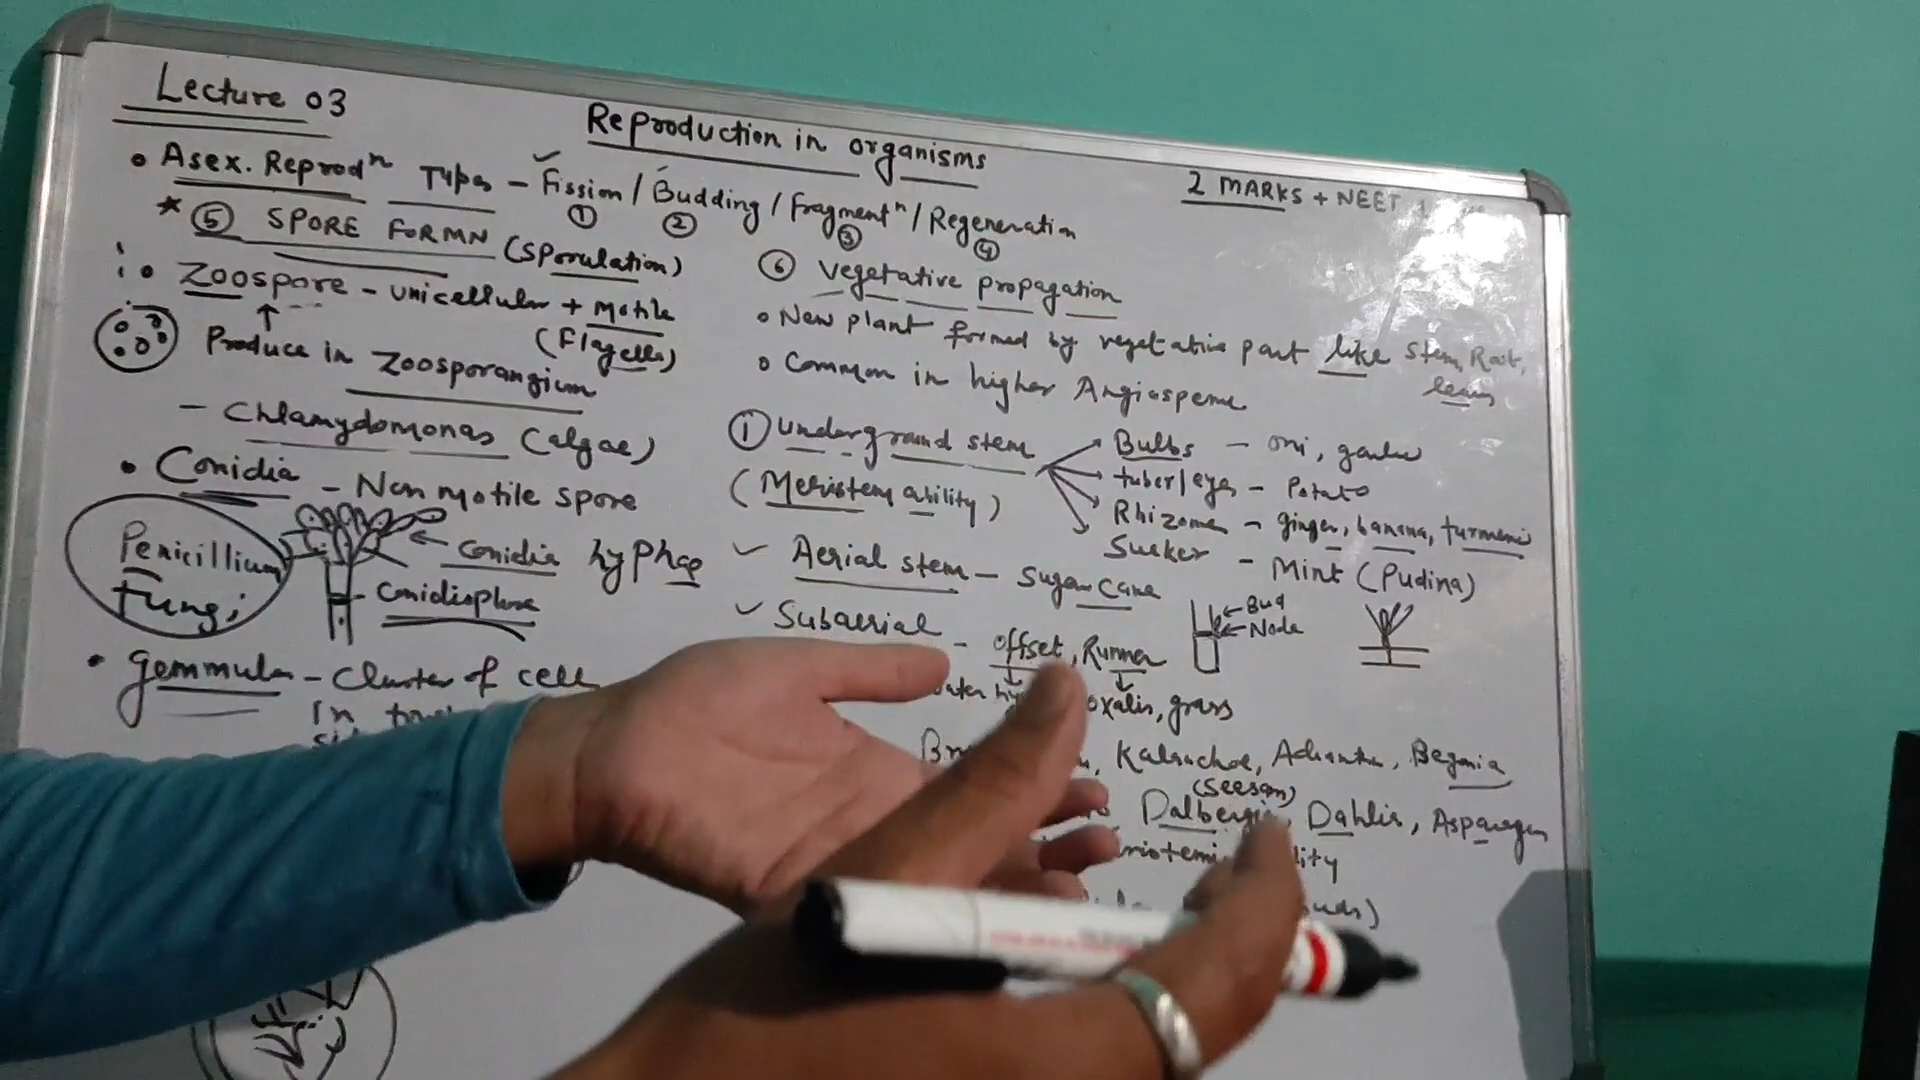 Lecture 03
Reproduction in organisms
2 MARKS + NEET
• Asex. Reprodⁿ Types - Fission / Budding / Fragmentⁿ / Regeneration
① ② ③ ④
* ⑤ SPORE FORMN (Sporulation)
• Zoospore - unicellular + motile
(Flagella)
↑
Produce in Zoosporangium
- Chlamydomonas (algae)
• Conidia - Non motile spore
Penicillium
Fungi
← Conidia hyphae
Conidiophore
• Gemmula - Cluster of cell
In
⑥ Vegetative propagation
• New plant formed by vegetative part like stem, Root,
• Common in higher Angiosperm
① Underground stem
(Meristem ability)
Bulbs - oni, garlic
tuber/eyes - Potato
Rhizome - ginger, banana, turmeric
Sucker - Mint (Pudina)
✓ Aerial stem - Sugar cane
← Bud
← Node
✓ Subaerial - offset, Runner
oxalis, grass
Kalnchoe, Adiantum, Begonia
(Seesam)
Dalbergia, Dahlia, Asparagus